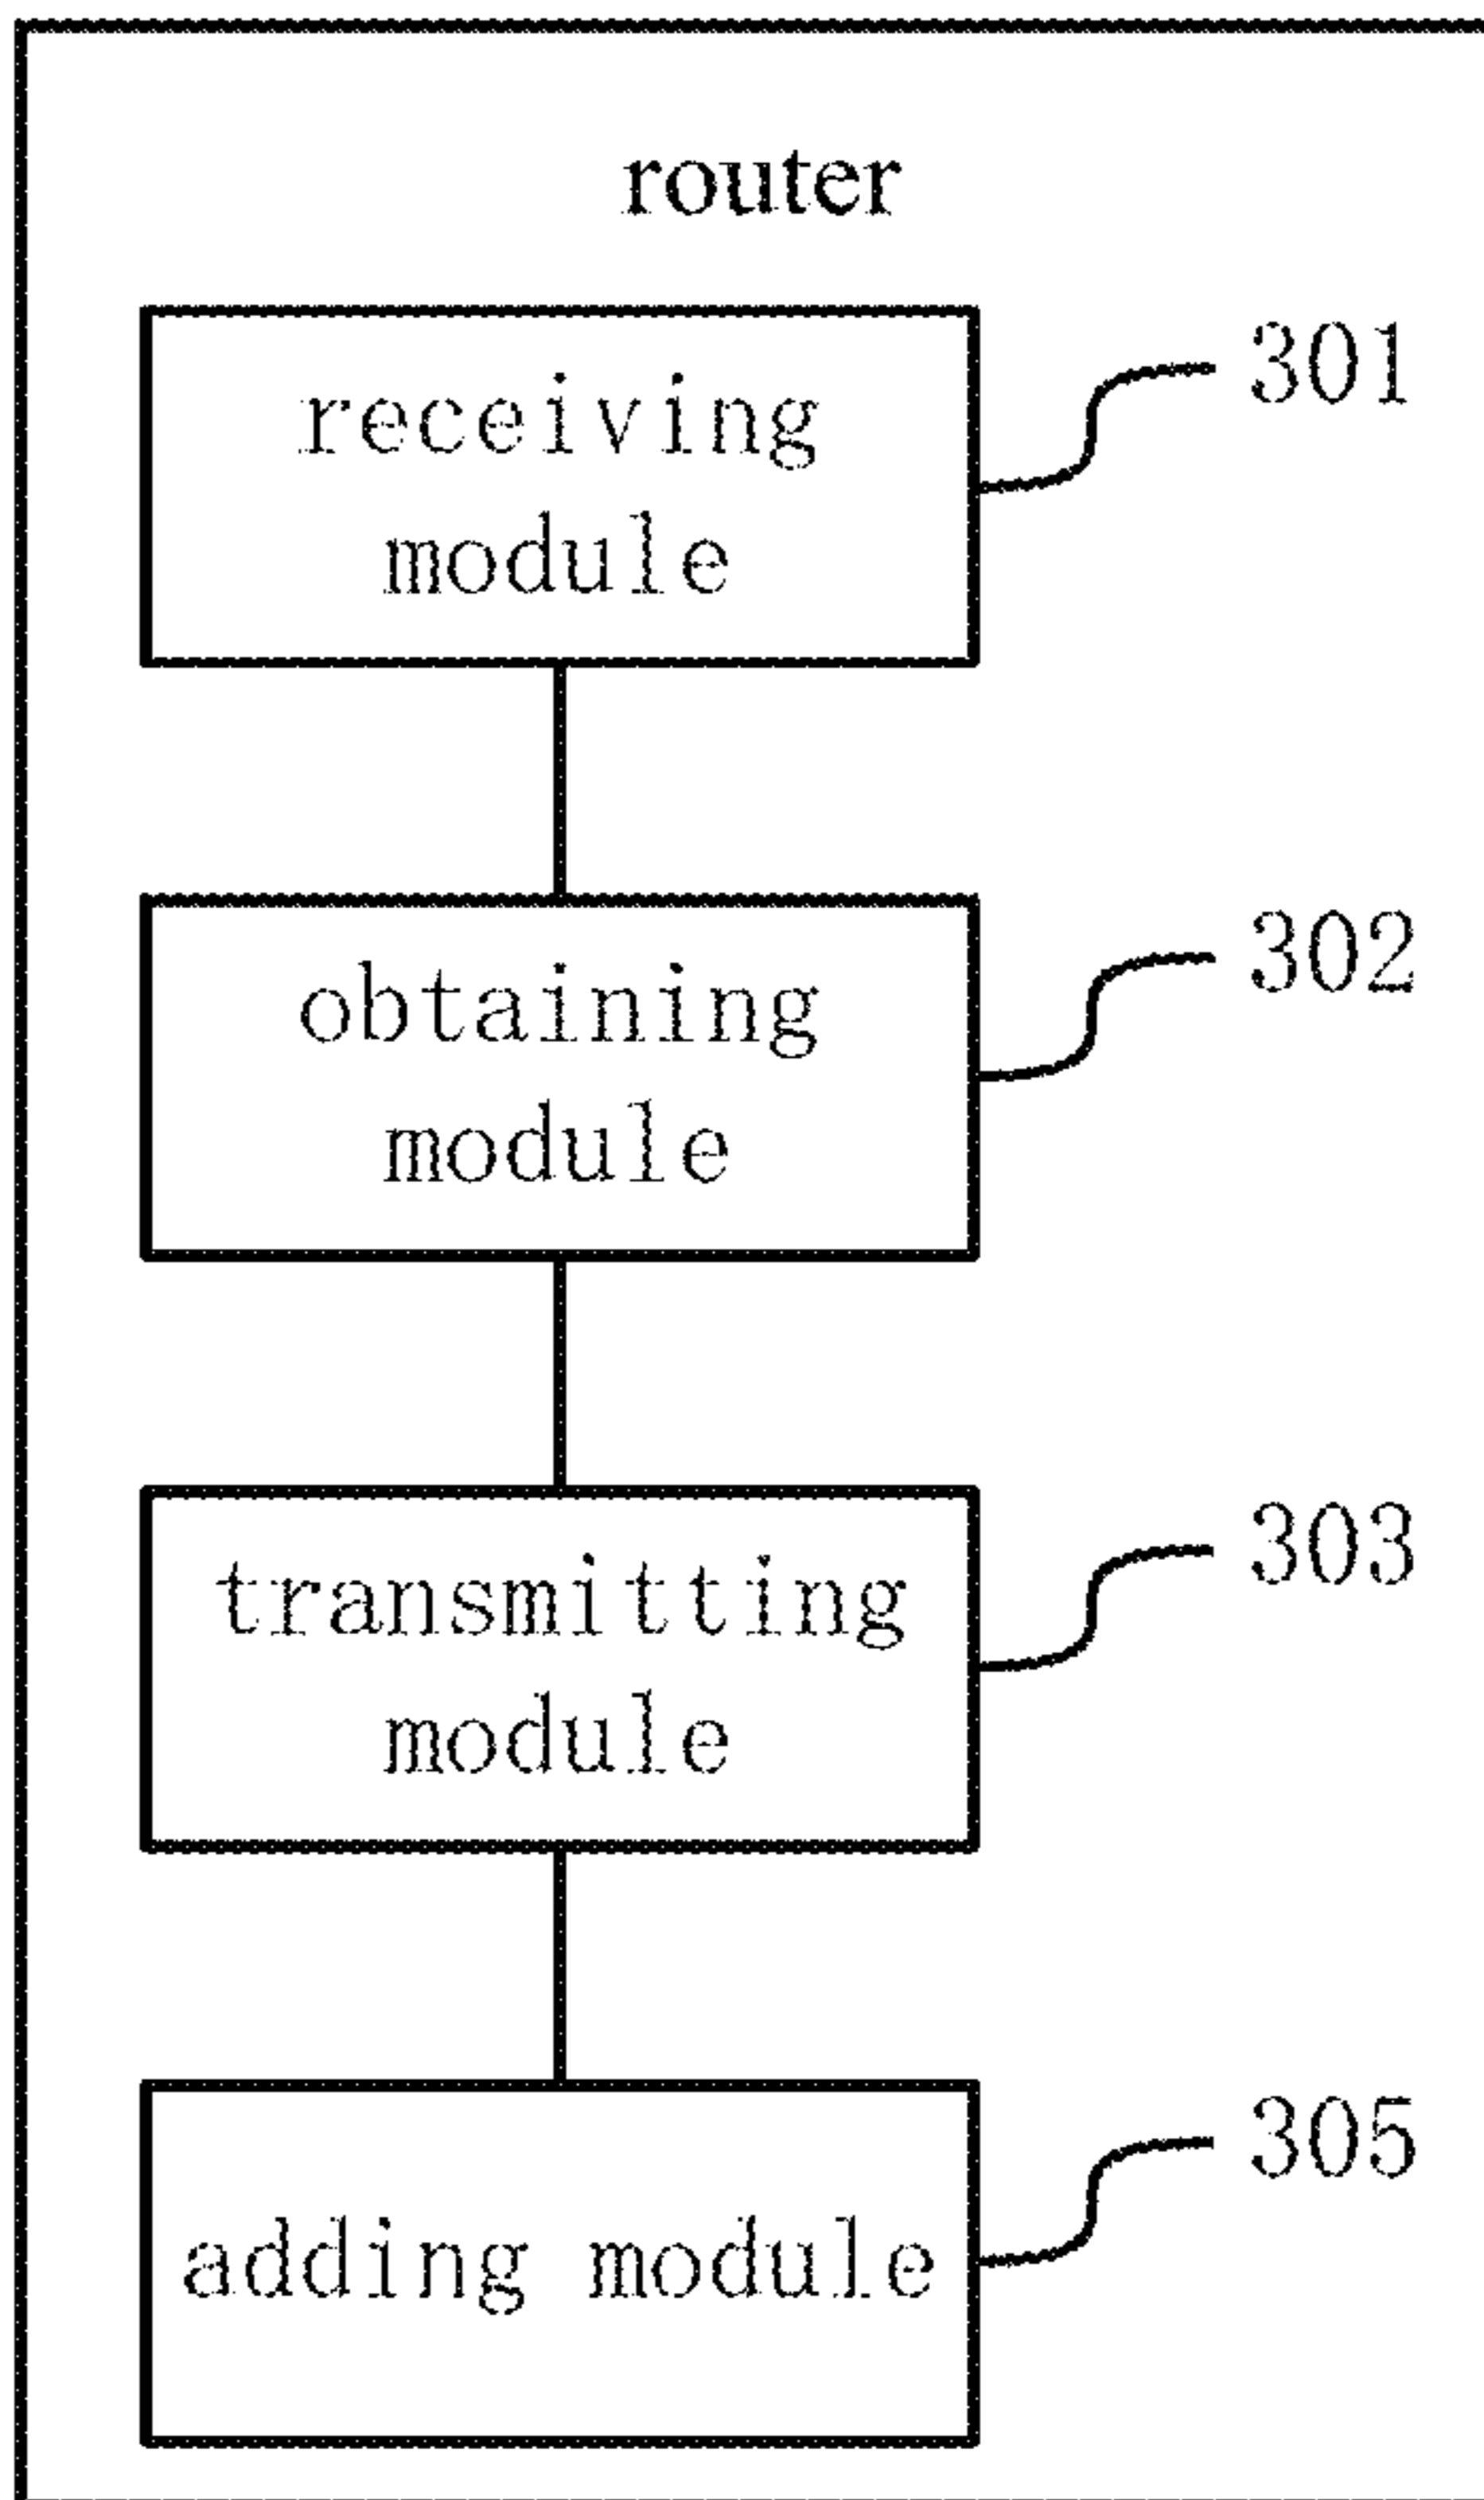 router
receiving
module
301
obtaining
module
302
transmitting
module
303
adding module
305